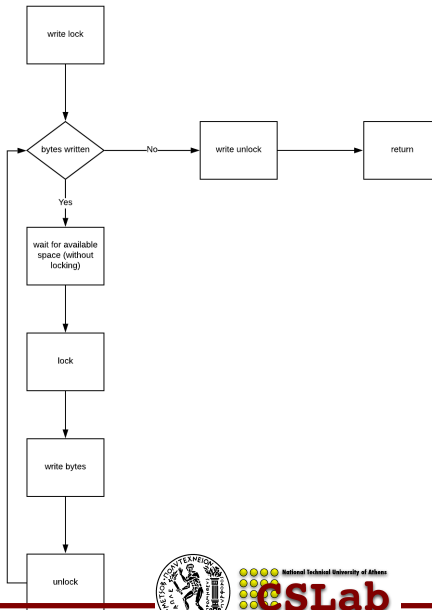 write lock
bytes written
No
write unlock
return
Yes
wait for available
space (without
locking)
lock
write bytes
unlock
National Technical University of Athens
CSLab